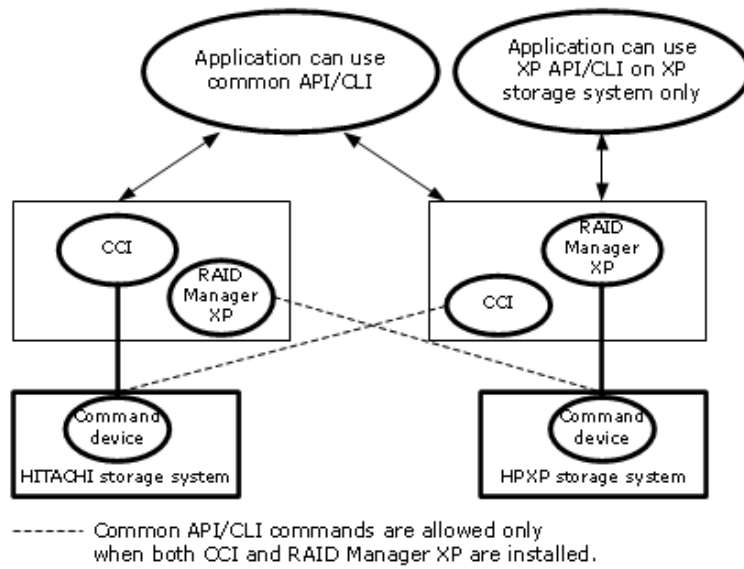 Application can use
common API/CLI
Application can use
XP API/CLI on XP
storage system only
CCI
RAID
Manager
XP
RAID
Manager
XP
CCI
Command
device
HITACHI storage system
Command
device
HPXP storage system
Common API/CLI commands are allowed only
when both CCI and RAID Manager XP are installed.